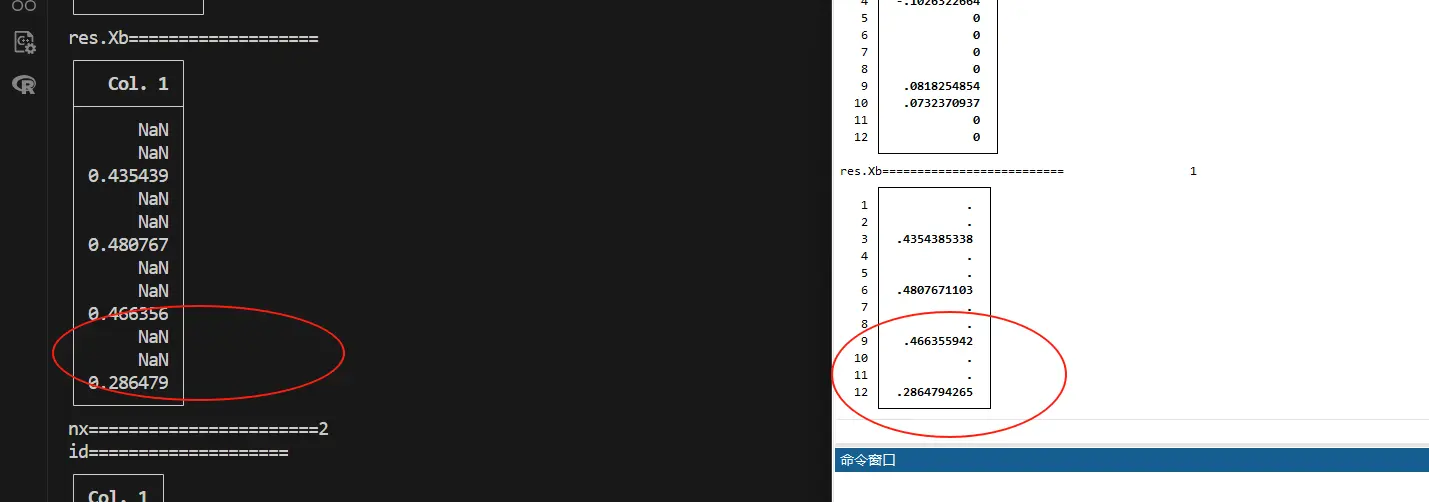 res.Xb===================
Col. 1
NaN
NaN
0.435439
NaN
NaN
0.480767
NaN
NaN
0.466356
NaN
NaN
0.286479
nx=======================2
id====================
Col. 1
4 -.1026322664
5 0
6 0
7 0
8 0
9 .0818254854
10 .0732370937
11 0
12 0
res.Xb========================== 1
1 .
2 .
3 .4354385338
4 .
5 .
6 .4807671103
7 .
8 .
9 .466355942
10 .
11 .
12 .2864794265
命令窗口